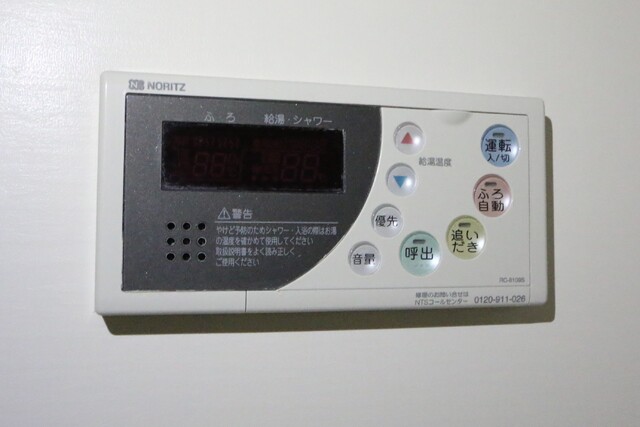 NORITZ
ふろ 給湯・シャワー
給湯温度
運転
入/切
ふろ
自動
優先
追い
だき
音量
呼出
⚠警告
やけど予防のためシャワー・入浴の際はお湯
の温度を確かめて使用してください
取扱説明書をよく読み正しく
ご使用ください
修理のお問い合せは
NTSコールセンター 0120-911-026